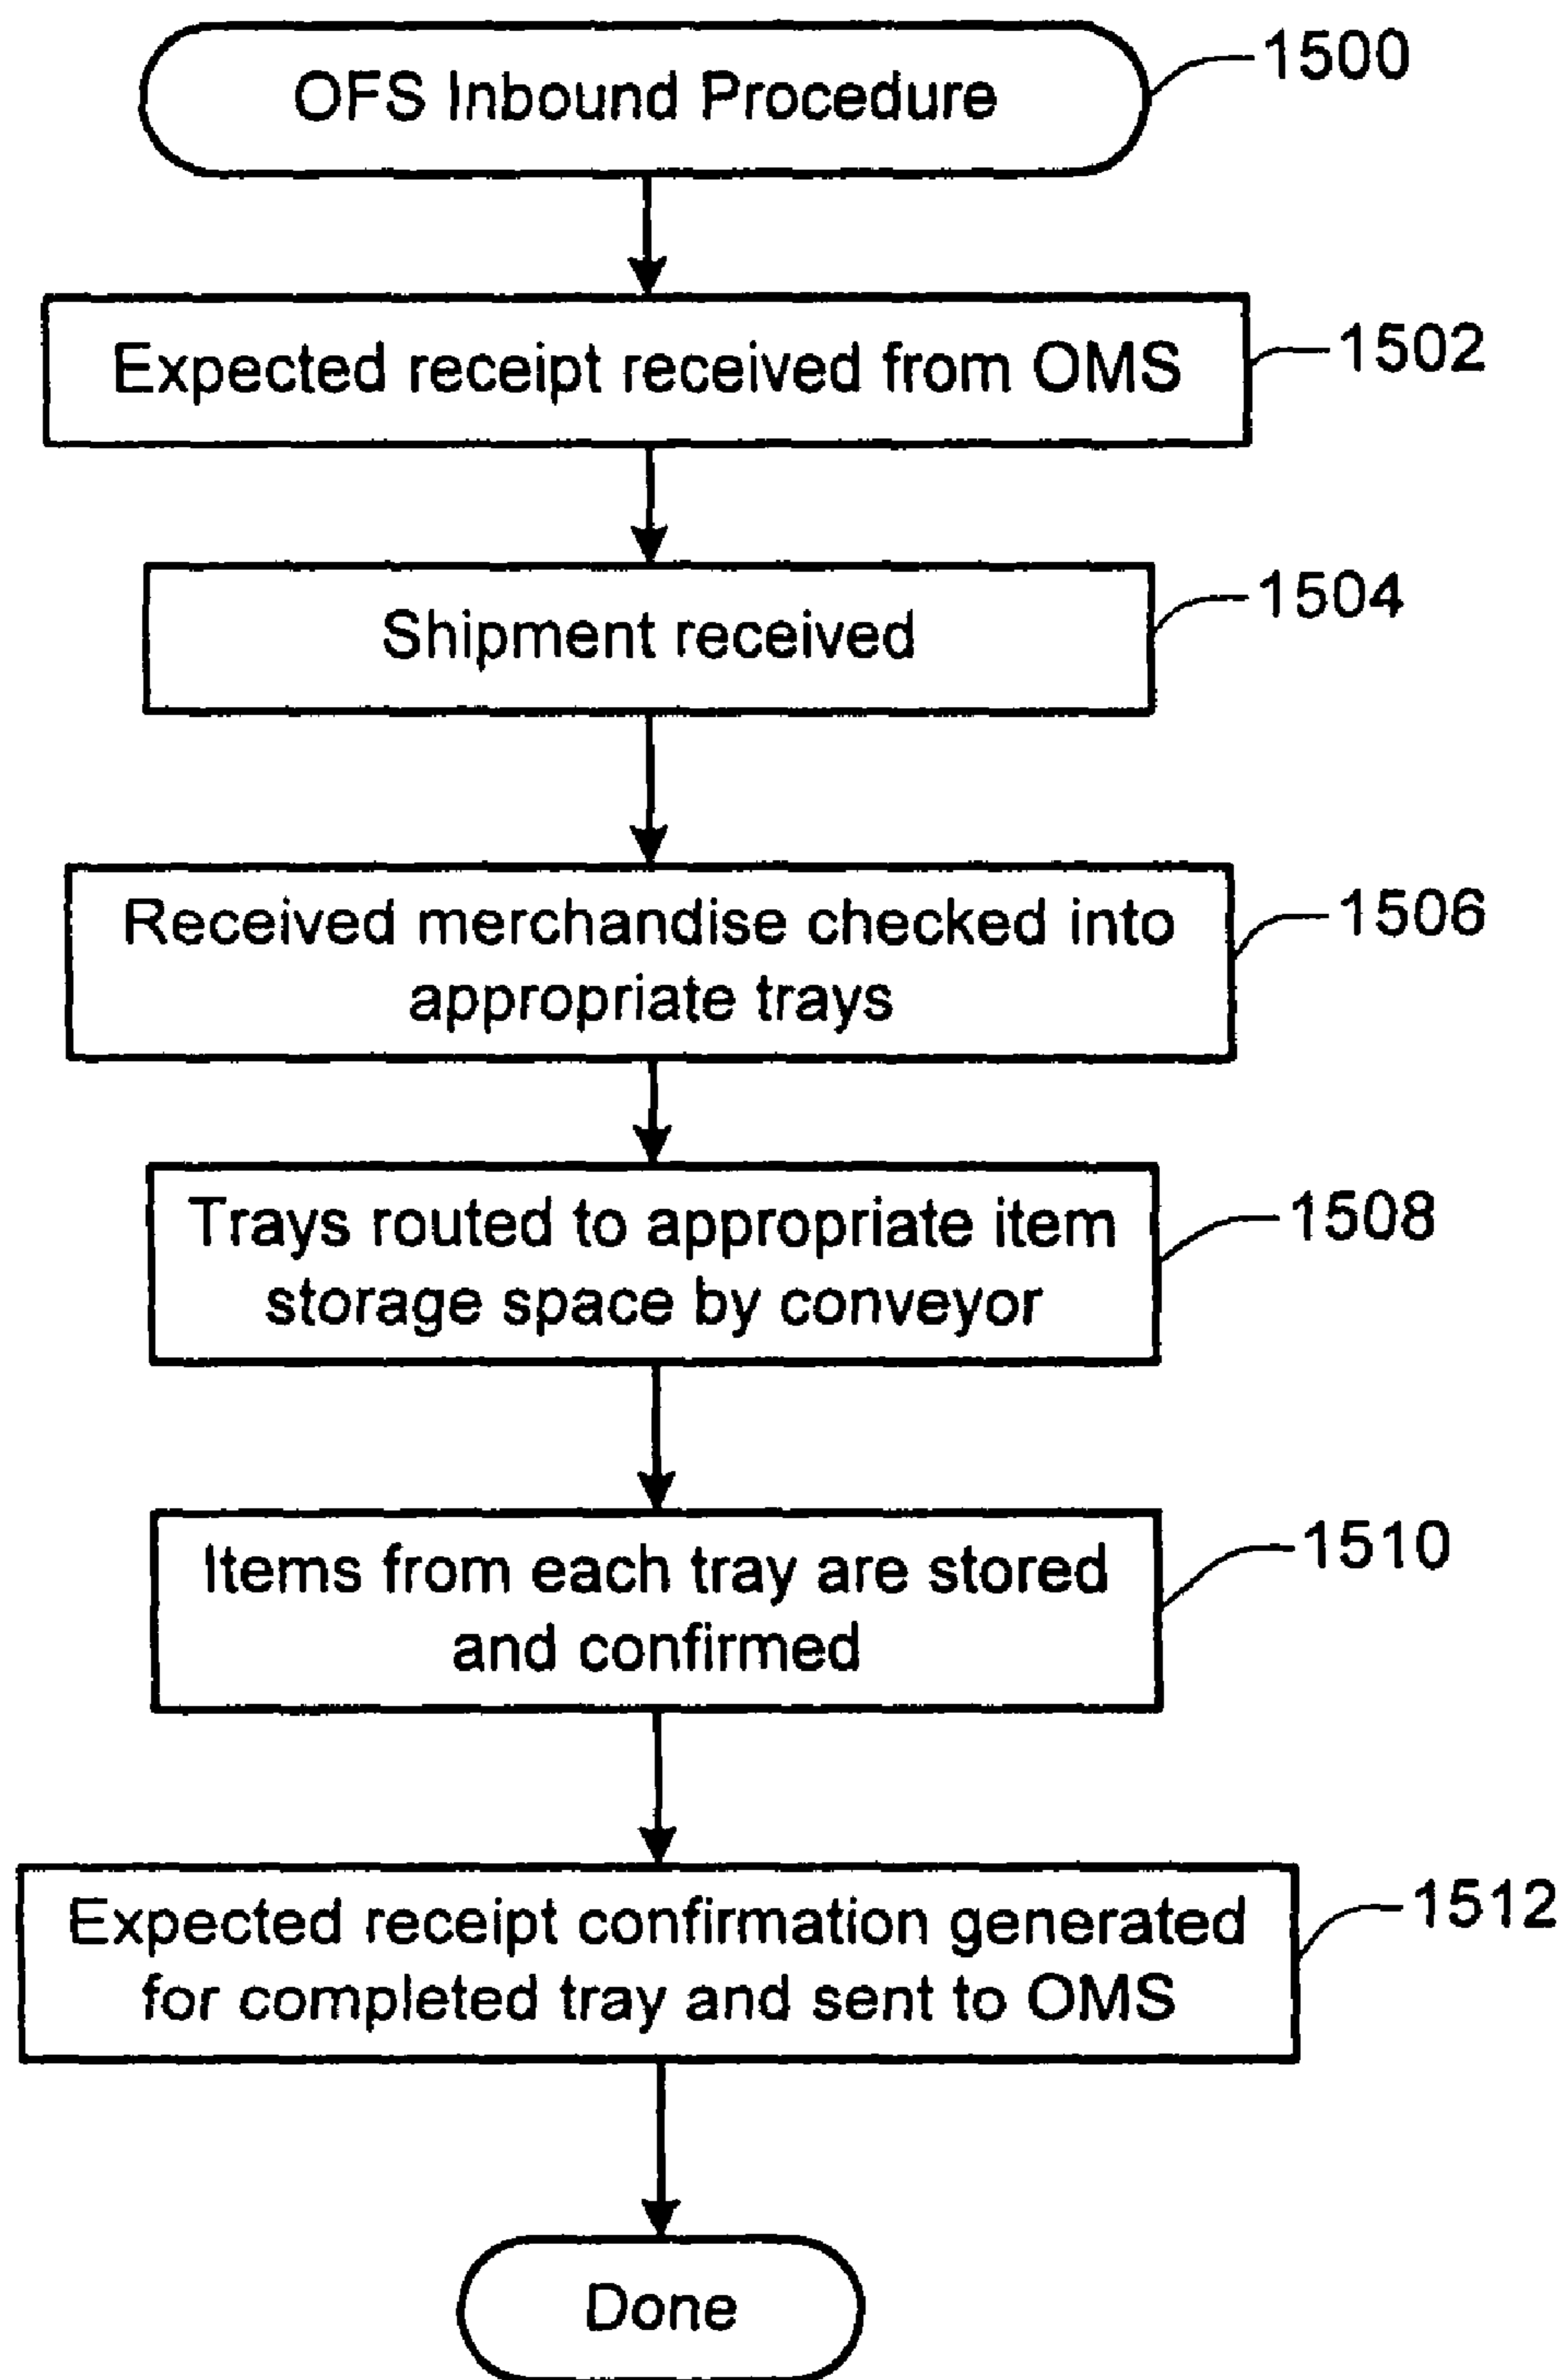 OFS Inbound Procedure
1500
Expected receipt received from OMS
1502
Shipment received
1504
Received merchandise checked into
appropriate trays
1506
Trays routed to appropriate item
storage space by conveyor
1508
Items from each tray are stored
and confirmed
1510
Expected receipt confirmation generated
for completed tray and sent to OMS
1512
Done